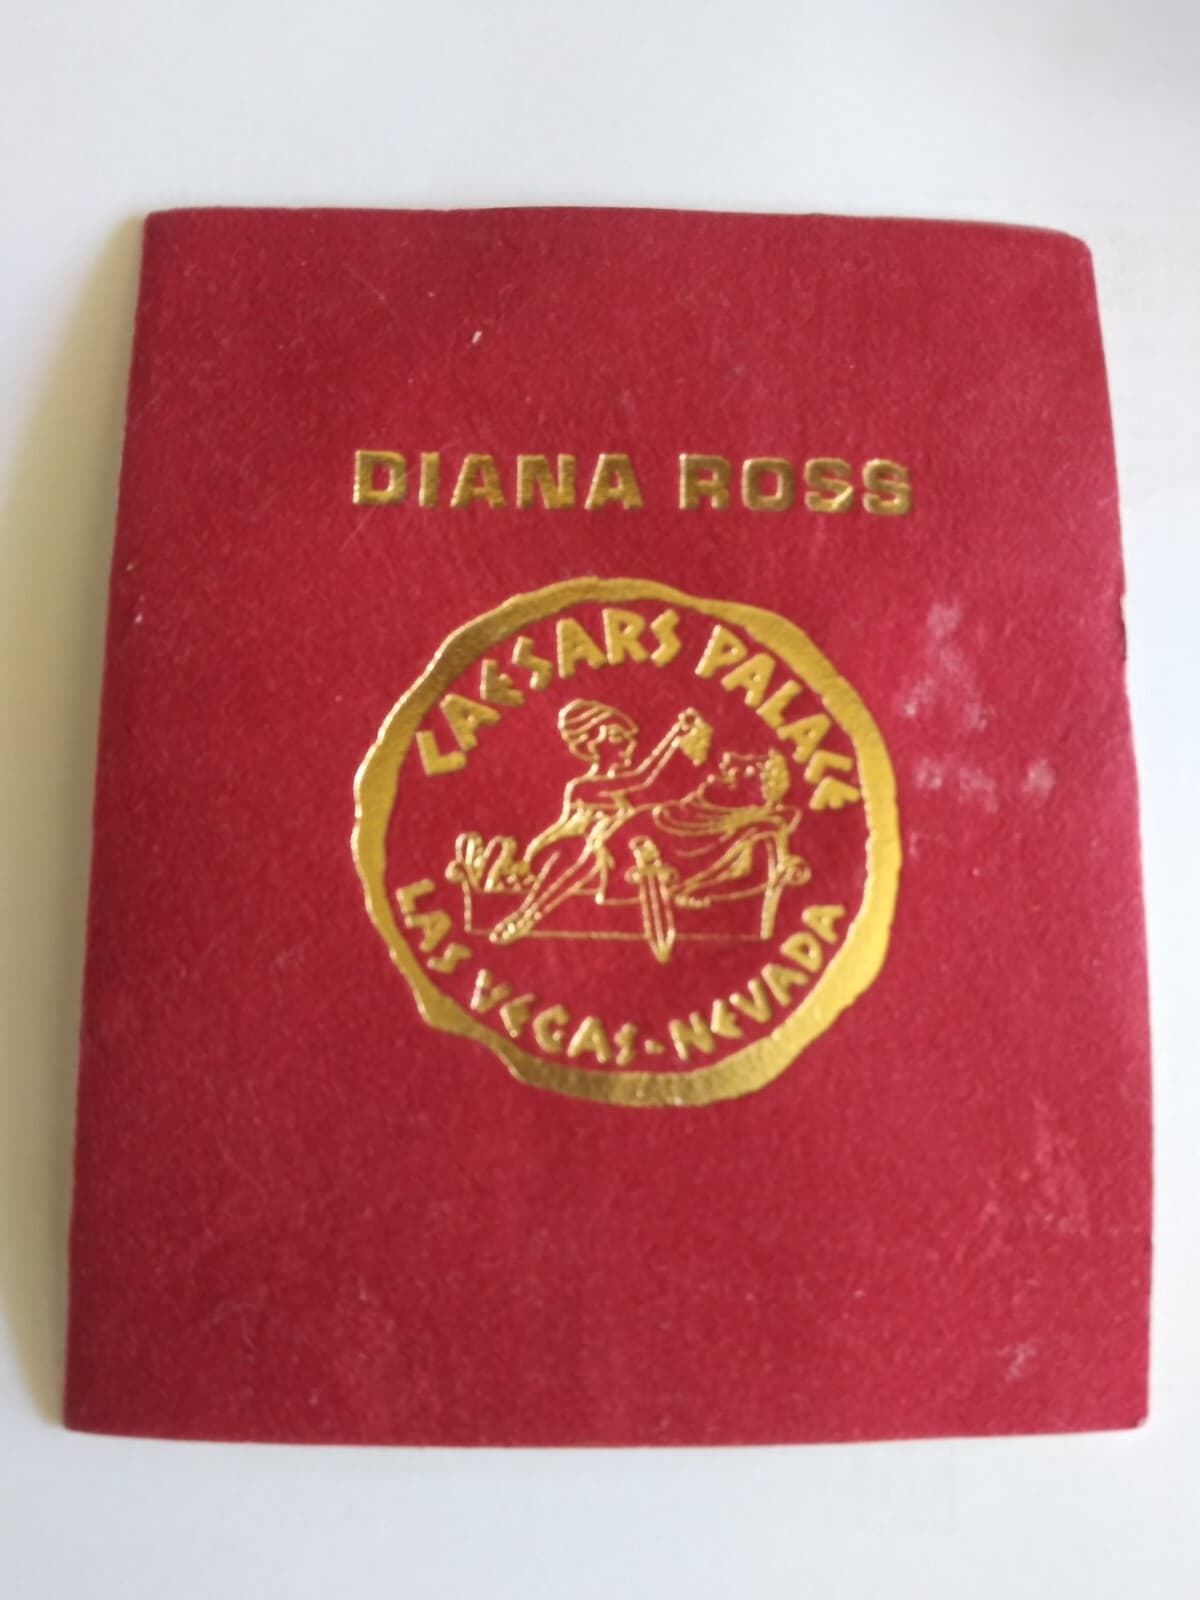 DIANA ROSS
CAESARS PALACE
LAS VEGAS - NEVADA